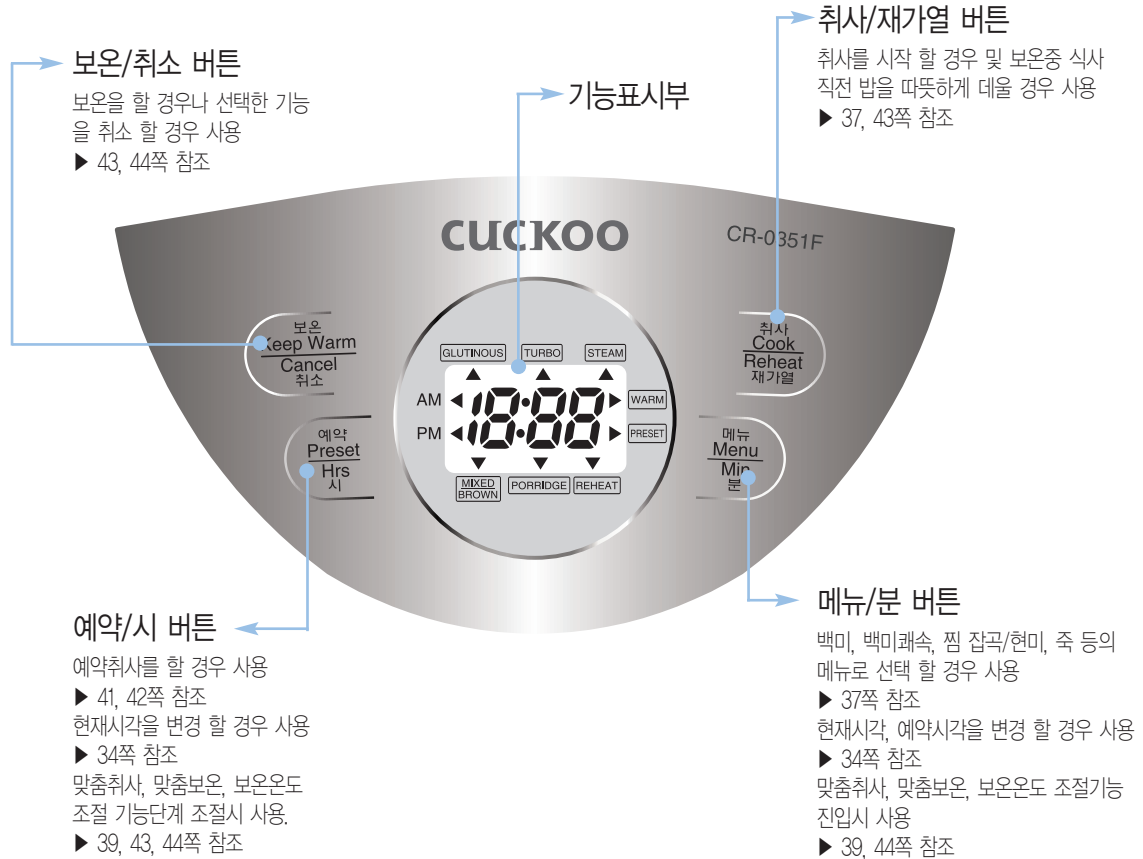 보온/취소 버튼
보온을 할 경우나 선택한 기능
을 취소 할 경우 사용
▶ 43, 44쪽 참조
기능표시부
취사/재가열 버튼
취사를 시작 할 경우 및 보온중 식사
직전 밥을 따뜻하게 데울 경우 사용
▶ 37, 43쪽 참조
CUCKOO
CR-0351F
보온
Keep Warm
Cancel
취소
예약
Preset
Hrs
시
GLUTINOUS TURBO STEAM
AM 18:88 WARM
PM PRESET
MIXED BROWN PORRIDGE REHEAT
취사
Cook
Reheat
재가열
메뉴
Menu
Min
분
예약/시 버튼
예약취사를 할 경우 사용
▶ 41, 42쪽 참조
현재시각을 변경 할 경우 사용
▶ 34쪽 참조
맞춤취사, 맞춤보온, 보온온도
조절 기능단계 조절시 사용.
▶ 39, 43, 44쪽 참조
메뉴/분 버튼
백미, 백미쾌속, 찜 잡곡/현미, 죽 등의
메뉴로 선택 할 경우 사용
▶ 37쪽 참조
현재시각, 예약시각을 변경 할 경우 사용
▶ 34쪽 참조
맞춤취사, 맞춤보온, 보온온도 조절기능
진입시 사용
▶ 39, 44쪽 참조